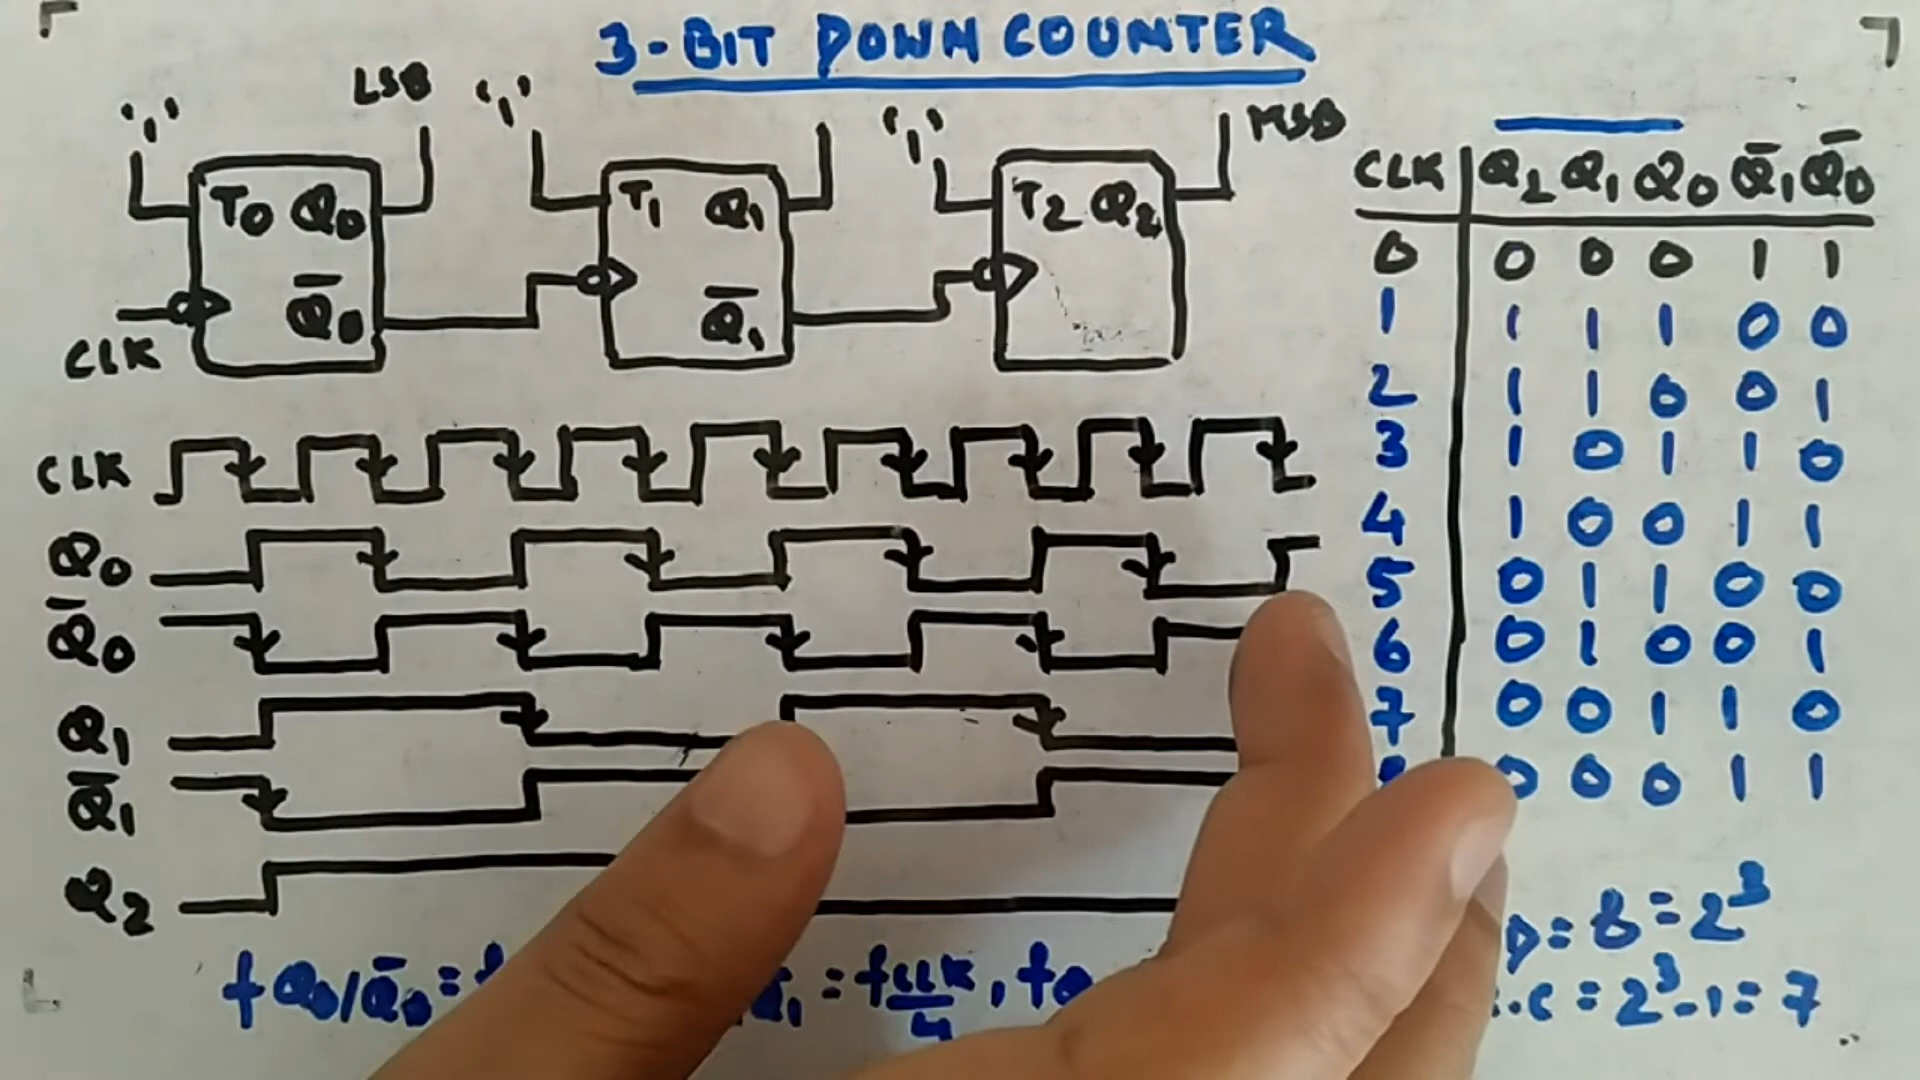 3-BIT DOWN COUNTER
'1' LSB '1' '1' MSB
T0 Q0 T1 Q1 T2 Q2
Q̅0 Q̅1
CLK
CLK
Q0
Q̅0
Q1
Q̅1
Q2
f Q0/Q̅0 = f
Q̅1 = fCLK/4, fQ
CLK Q2 Q1 Q0 Q̅1 Q̅0
0 0 0 0 1 1
1 1 1 1 0 0
2 1 1 0 0 1
3 1 0 1 1 0
4 1 0 0 1 1
5 0 1 1 0 0
6 0 1 0 0 1
7 0 0 1 1 0
0 0 0 1 1
= 8 = 2³
.C = 2³-1 = 7